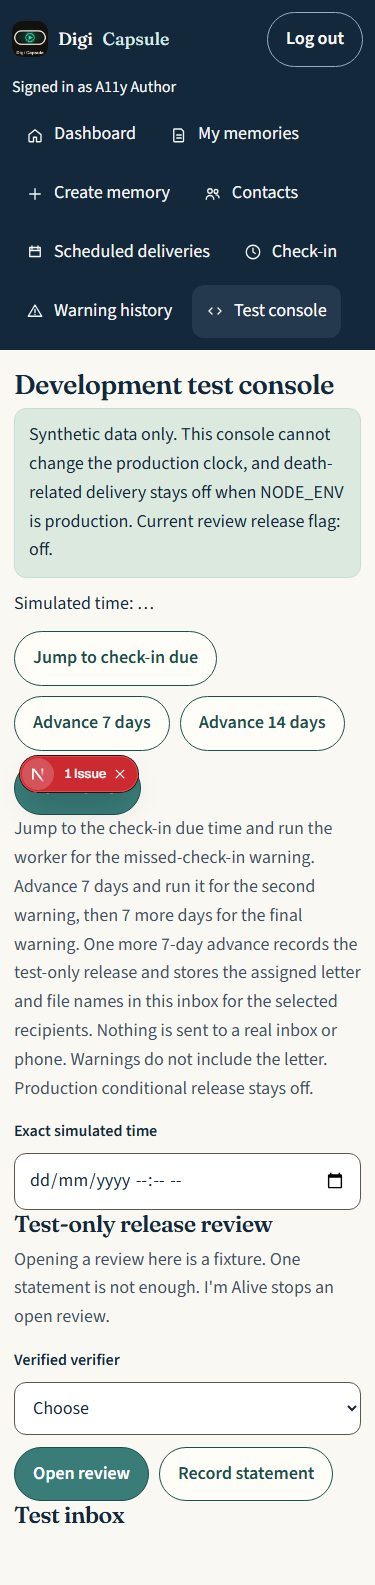 Digi Capsule
Digi Capsule
Log out
Signed in as A11y Author
Dashboard
My memories
Create memory
Contacts
Scheduled deliveries
Check-in
Warning history
Test console
Development test console
Synthetic data only. This console cannot
change the production clock, and death-
related delivery stays off when NODE_ENV
is production. Current review release flag:
off.
Simulated time: …
Jump to check-in due
Advance 7 days
Advance 14 days
N 1 Issue ×
Jump to the check-in due time and run the
worker for the missed-check-in warning.
Advance 7 days and run it for the second
warning, then 7 more days for the final
warning. One more 7-day advance records the
test-only release and stores the assigned letter
and file names in this inbox for the selected
recipients. Nothing is sent to a real inbox or
phone. Warnings do not include the letter.
Production conditional release stays off.
Exact simulated time
dd/mm/yyyy --:-- --
Test-only release review
Opening a review here is a fixture. One
statement is not enough. I'm Alive stops an
open review.
Verified verifier
Choose
Open review
Record statement
Test inbox